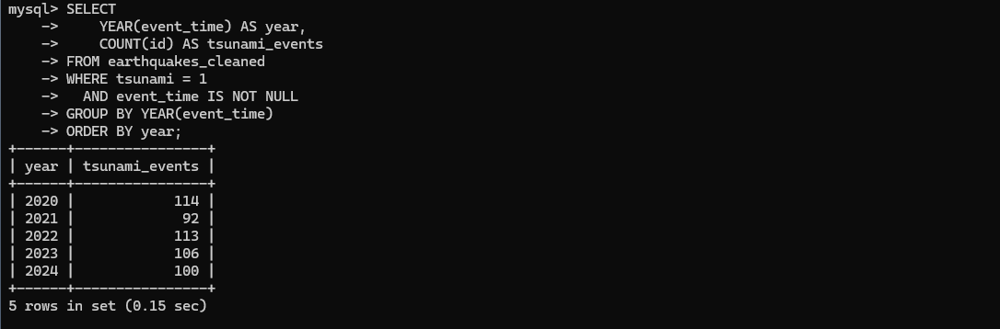 mysql> SELECT
    ->     YEAR(event_time) AS year,
    ->     COUNT(id) AS tsunami_events
    -> FROM earthquakes_cleaned
    -> WHERE tsunami = 1
    ->   AND event_time IS NOT NULL
    -> GROUP BY YEAR(event_time)
    -> ORDER BY year;
+------+----------------+
| year | tsunami_events |
+------+----------------+
| 2020 |            114 |
| 2021 |             92 |
| 2022 |            113 |
| 2023 |            106 |
| 2024 |            100 |
+------+----------------+
5 rows in set (0.15 sec)